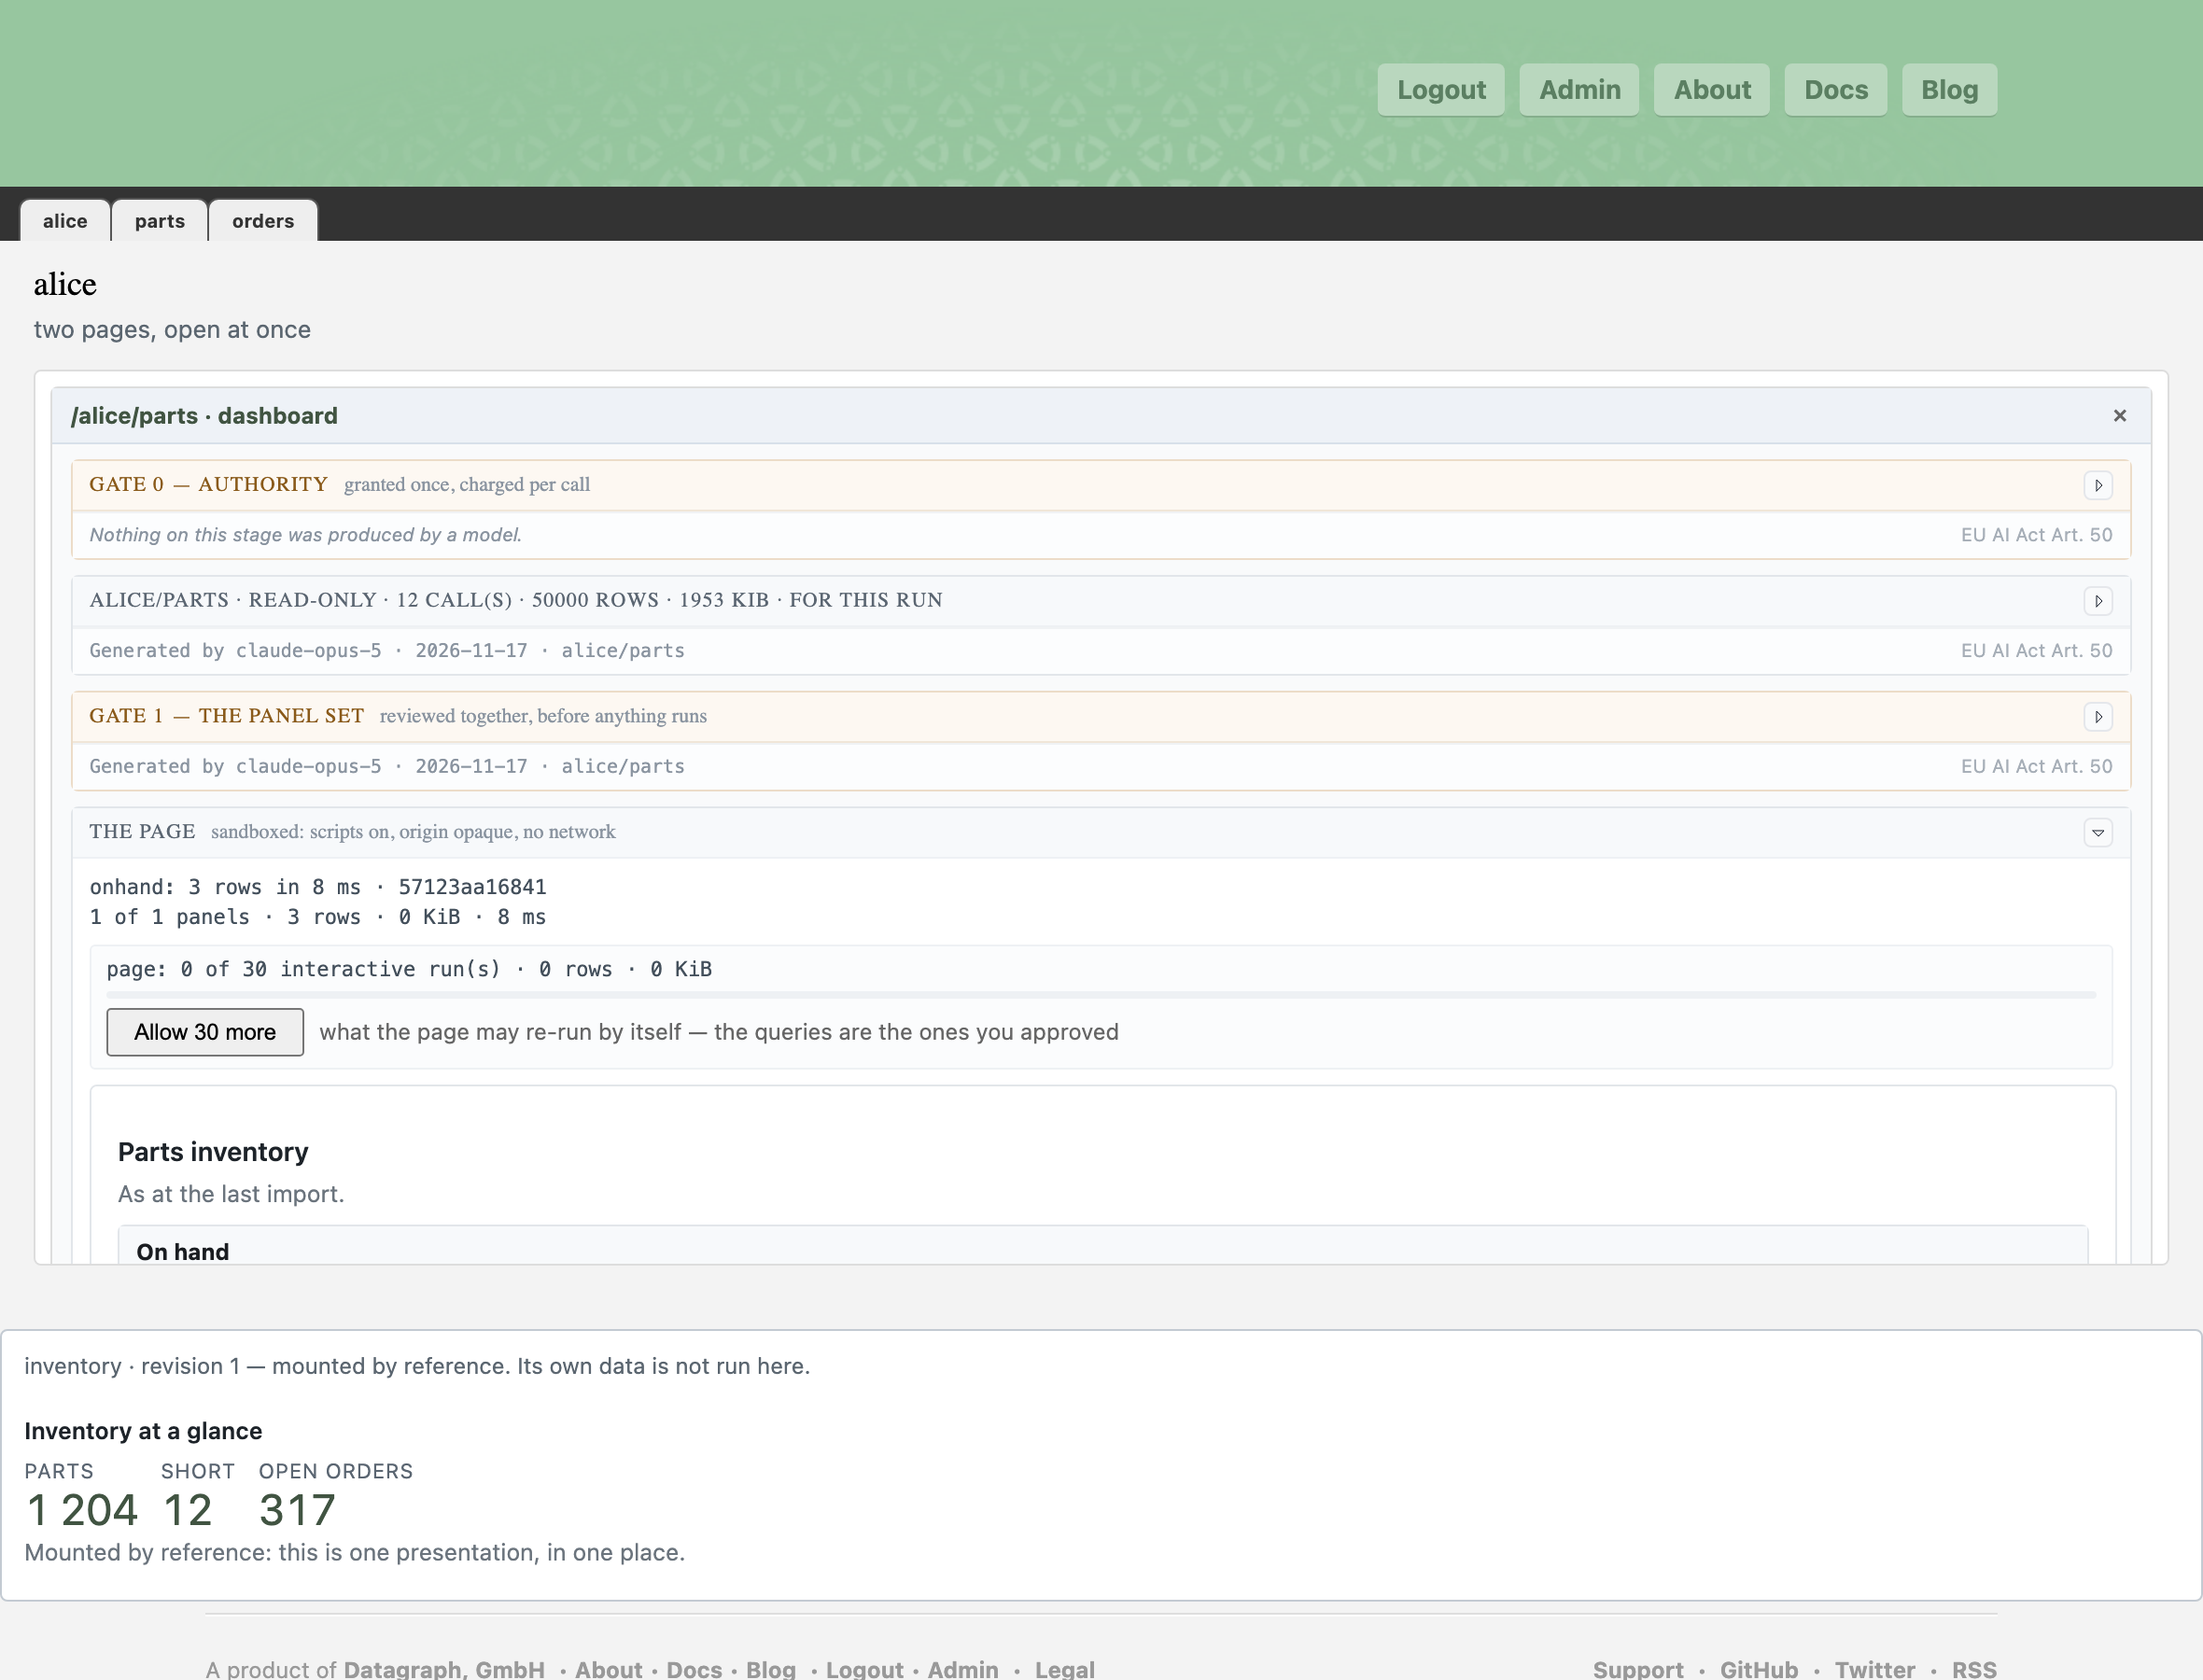 Logout Admin About Docs Blog
alice parts orders
alice
two pages, open at once
/alice/parts · dashboard ×
GATE 0 — AUTHORITY granted once, charged per call
Nothing on this stage was produced by a model. EU AI Act Art. 50
ALICE/PARTS · READ-ONLY · 12 CALL(S) · 50000 ROWS · 1953 KIB · FOR THIS RUN
Generated by claude-opus-5 · 2026-11-17 · alice/parts EU AI Act Art. 50
GATE 1 — THE PANEL SET reviewed together, before anything runs
Generated by claude-opus-5 · 2026-11-17 · alice/parts EU AI Act Art. 50
THE PAGE sandboxed: scripts on, origin opaque, no network
onhand: 3 rows in 8 ms · 57123aa16841
1 of 1 panels · 3 rows · 0 KiB · 8 ms
page: 0 of 30 interactive run(s) · 0 rows · 0 KiB
Allow 30 more what the page may re-run by itself — the queries are the ones you approved
Parts inventory
As at the last import.
On hand
inventory · revision 1 — mounted by reference. Its own data is not run here.
Inventory at a glance
PARTS SHORT OPEN ORDERS
1 204 12 317
Mounted by reference: this is one presentation, in one place.
A product of Datagraph, GmbH · About · Docs · Blog · Logout · Admin · Legal Support · GitHub · Twitter · RSS